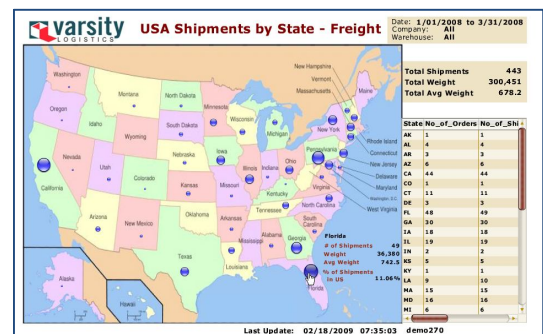 varsity
LOGISTICS
USA Shipments by State - Freight
Date: 1/01/2008 to 3/31/2008
Company: All
Warehouse: All
Total Shipments 443
Total Weight 300,451
Total Avg Weight 678.2
Washington
Montana
North Dakota
Minnesota
New Hampshire
Vermont
Massachusetts
Maine
Oregon
Idaho
Wyoming
South Dakota
Wisconsin
Michigan
New York
Rhode Island
Connecticut
New Jersey
Delaware
Maryland
Washington, D.C.
West Virginia
Nevada
Utah
Colorado
Nebraska
Iowa
Illinois
Indiana
Ohio
Pennsylvania
California
Kansas
Missouri
Kentucky
Virginia
Arizona
New Mexico
Oklahoma
Arkansas
Tennessee
North Carolina
South Carolina
Texas
Louisiana
Mississippi
Alabama
Georgia
Florida
Alaska
Hawaii
Florida
# of Shipments 49
Weight 36,380
Avg Weight 742.5
% of Shipments in US 11.06%
State No_of_Orders No_of_Shi
AK 1 1
AL 4 4
AR 3 3
AZ 6 6
CA 44 44
CO 1 1
CT 11 11
DE 3 3
FL 48 49
GA 30 30
IA 18 18
IL 19 19
IN 2 2
KS 5 5
KY 1 1
LA 9 10
MA 15 15
MD 16 16
MI 6 6
Last Update: 02/18/2009 07:35:03 demo270